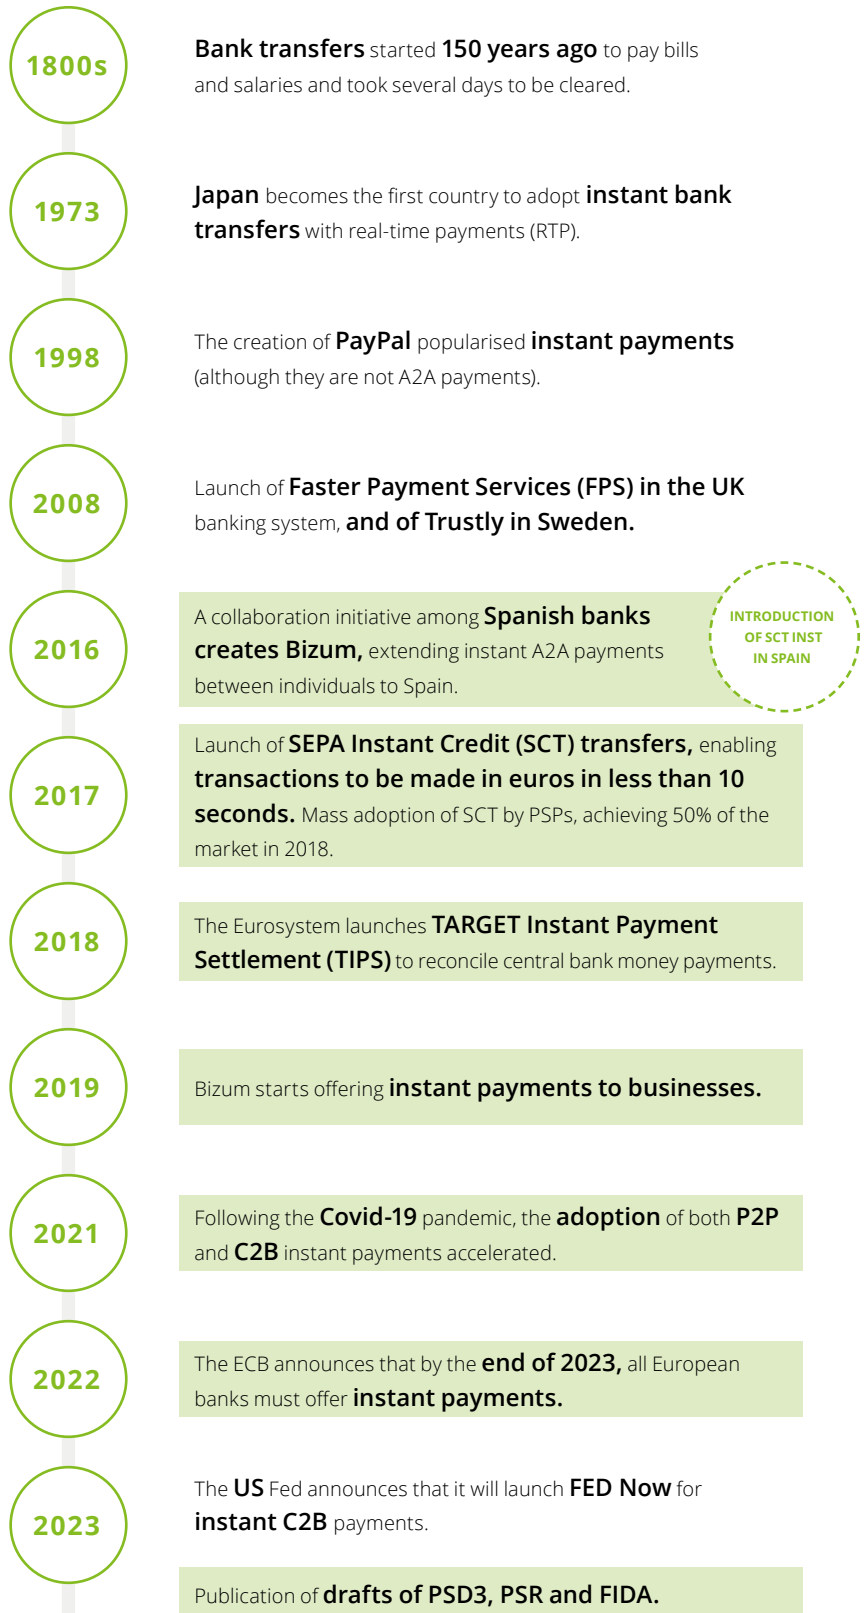 1800s
Bank transfers started 150 years ago to pay bills
and salaries and took several days to be cleared.
1973
Japan becomes the first country to adopt instant bank
transfers with real-time payments (RTP).
1998
The creation of PayPal popularised instant payments
(although they are not A2A payments).
2008
Launch of Faster Payment Services (FPS) in the UK
banking system, and of Trustly in Sweden.
2016
A collaboration initiative among Spanish banks
creates Bizum, extending instant A2A payments
between individuals to Spain.
INTRODUCTION
OF SCT INST
IN SPAIN
2017
Launch of SEPA Instant Credit (SCT) transfers, enabling
transactions to be made in euros in less than 10
seconds. Mass adoption of SCT by PSPs, achieving 50% of the
market in 2018.
2018
The Eurosystem launches TARGET Instant Payment
Settlement (TIPS) to reconcile central bank money payments.
2019
Bizum starts offering instant payments to businesses.
2021
Following the Covid-19 pandemic, the adoption of both P2P
and C2B instant payments accelerated.
2022
The ECB announces that by the end of 2023, all European
banks must offer instant payments.
2023
The US Fed announces that it will launch FED Now for
instant C2B payments.
Publication of drafts of PSD3, PSR and FIDA.